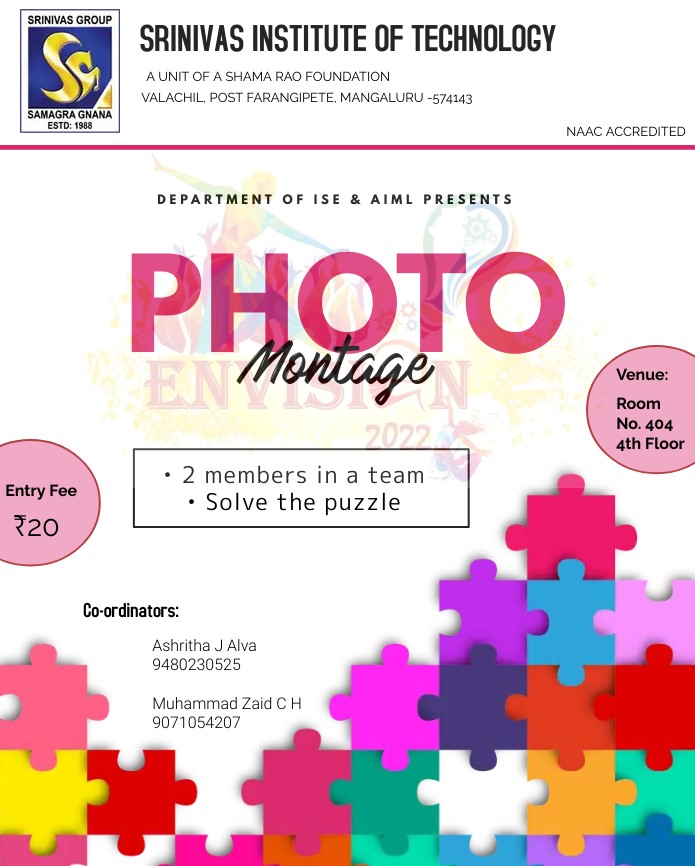 SRINIVAS GROUP
SAMAGRA GNANA
ESTD: 1988
SRINIVAS INSTITUTE OF TECHNOLOGY
A UNIT OF A SHAMA RAO FOUNDATION
VALACHIL, POST FARANGIPETE, MANGALURU -574143
NAAC ACCREDITED
DEPARTMENT OF ISE & AIML PRESENTS
PHOTO
Montage
ENVISION
2022
Venue:
Room
No. 404
4th Floor
Entry Fee
₹20
• 2 members in a team
• Solve the puzzle
Co-ordinators:
Ashritha J Alva
9480230525
Muhammad Zaid C H
9071054207